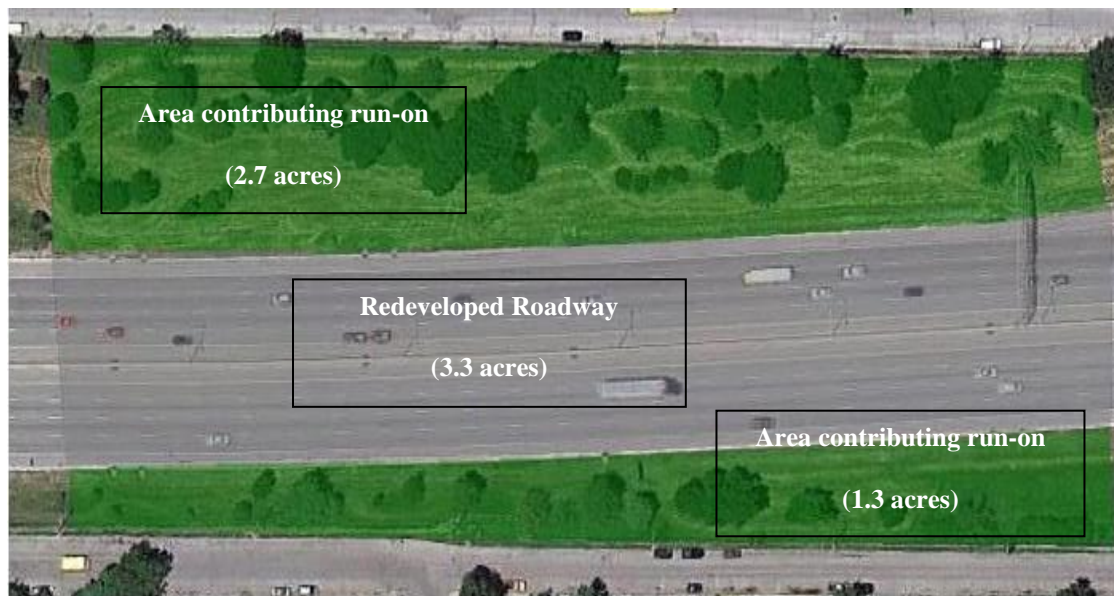 Area contributing run-on
(2.7 acres)
Redeveloped Roadway
(3.3 acres)
Area contributing run-on
(1.3 acres)